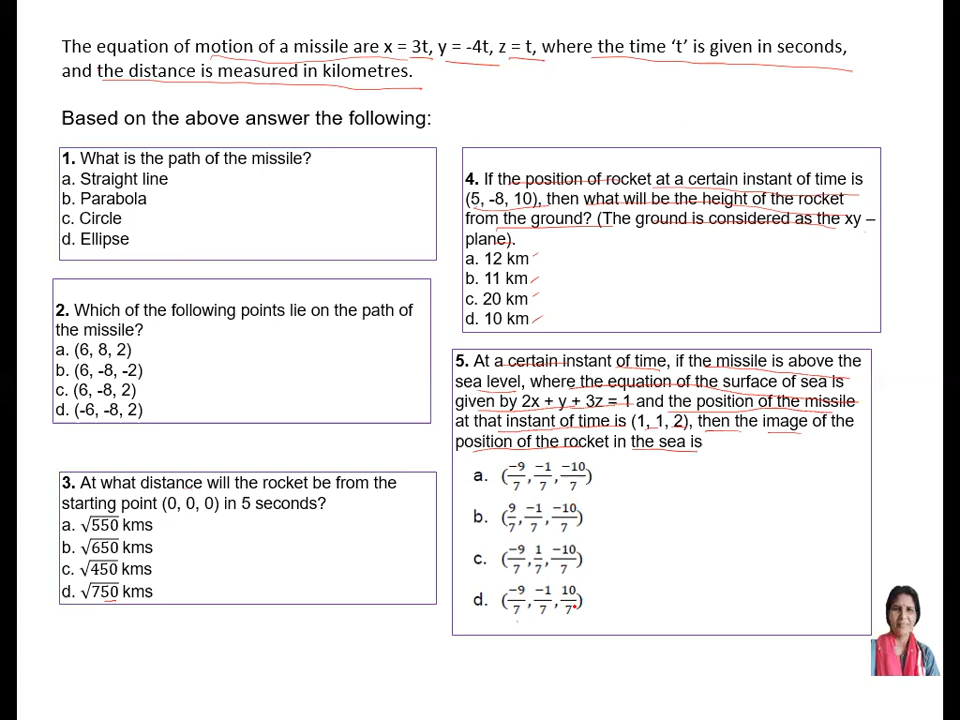 The equation of motion of a missile are x = 3t, y = -4t, z = t, where the time ‘t’ is given in seconds,
and the distance is measured in kilometres.
Based on the above answer the following:
1. What is the path of the missile?
a. Straight line
b. Parabola
c. Circle
d. Ellipse
2. Which of the following points lie on the path of
the missile?
a. (6, 8, 2)
b. (6, -8, -2)
c. (6, -8, 2)
d. (-6, -8, 2)
3. At what distance will the rocket be from the
starting point (0, 0, 0) in 5 seconds?
a. √550 kms
b. √650 kms
c. √450 kms
d. √750 kms
4. If the position of rocket at a certain instant of time is
(5, -8, 10), then what will be the height of the rocket
from the ground? (The ground is considered as the xy –
plane).
a. 12 km
b. 11 km
c. 20 km
d. 10 km
5. At a certain instant of time, if the missile is above the
sea level, where the equation of the surface of sea is
given by 2x + y + 3z = 1 and the position of the missile
at that instant of time is (1, 1, 2), then the image of the
position of the rocket in the sea is
a. (−9/7, −1/7, −10/7)
b. (9/7, −1/7, −10/7)
c. (−9/7, 1/7, −10/7)
d. (−9/7, −1/7, 10/7)